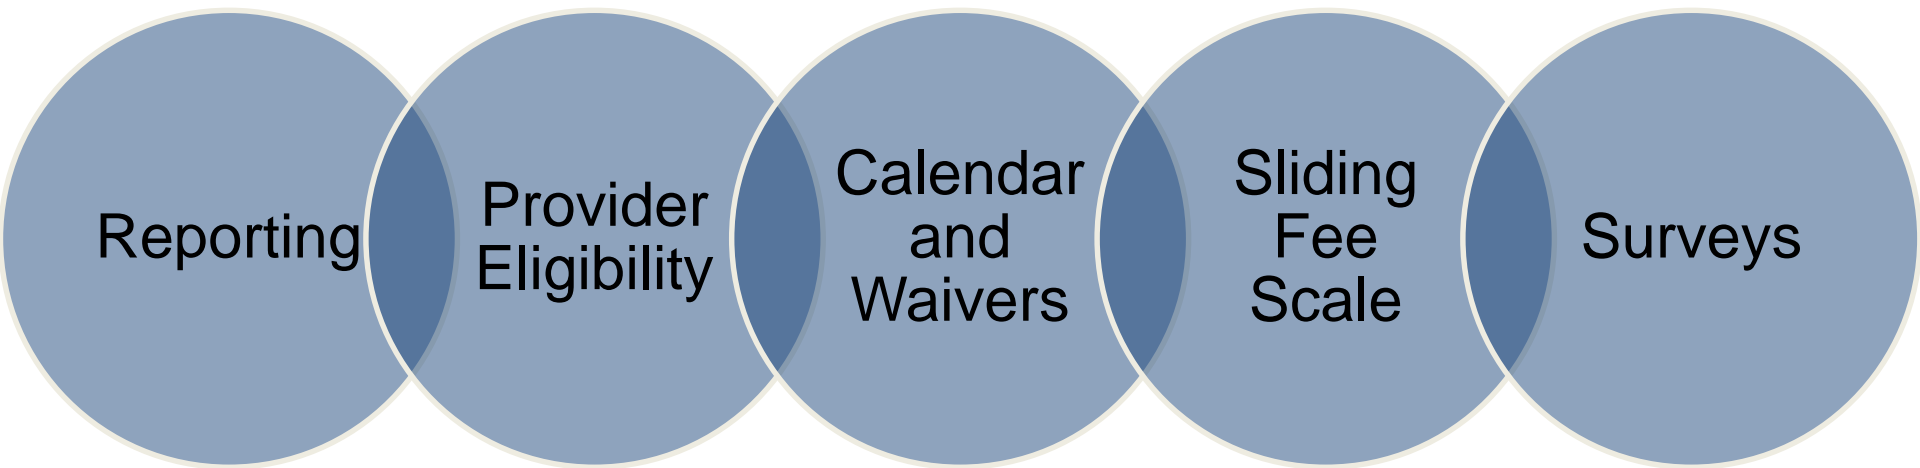 Reporting
Provider
Eligibility
Calendar
and
Waivers
Sliding
Fee
Scale
Surveys